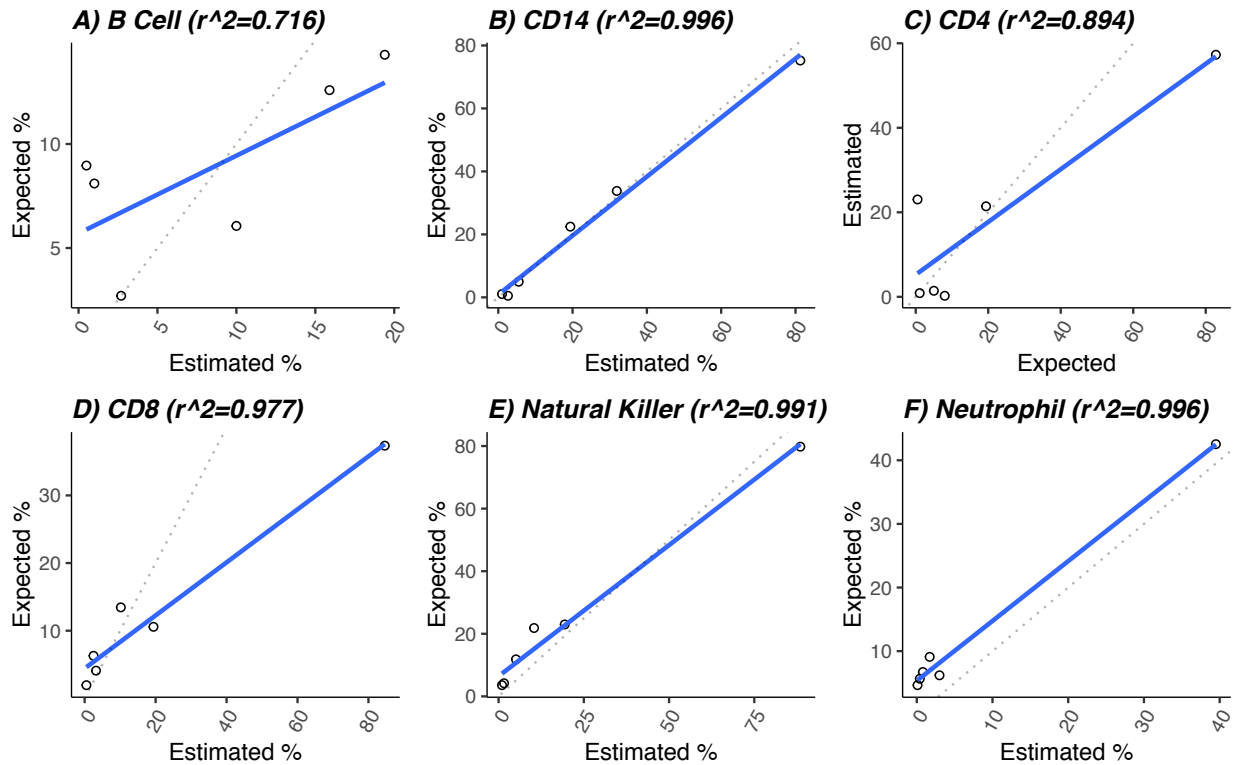 A) B Cell (r^2=0.716)
Expected %
10
5
0
5
10
15
20
Estimated %
B) CD14 (r^2=0.996)
Expected %
80
60
40
20
0
0
20
40
60
80
Estimated %
C) CD4 (r^2=0.894)
Estimated
60
40
20
0
0
20
40
60
80
Expected
D) CD8 (r^2=0.977)
Expected %
30
20
10
0
20
40
60
80
Estimated %
E) Natural Killer (r^2=0.991)
Expected %
80
60
40
20
0
0
25
50
75
Estimated %
F) Neutrophil (r^2=0.996)
Expected %
40
30
20
10
0
10
20
30
40
Estimated %